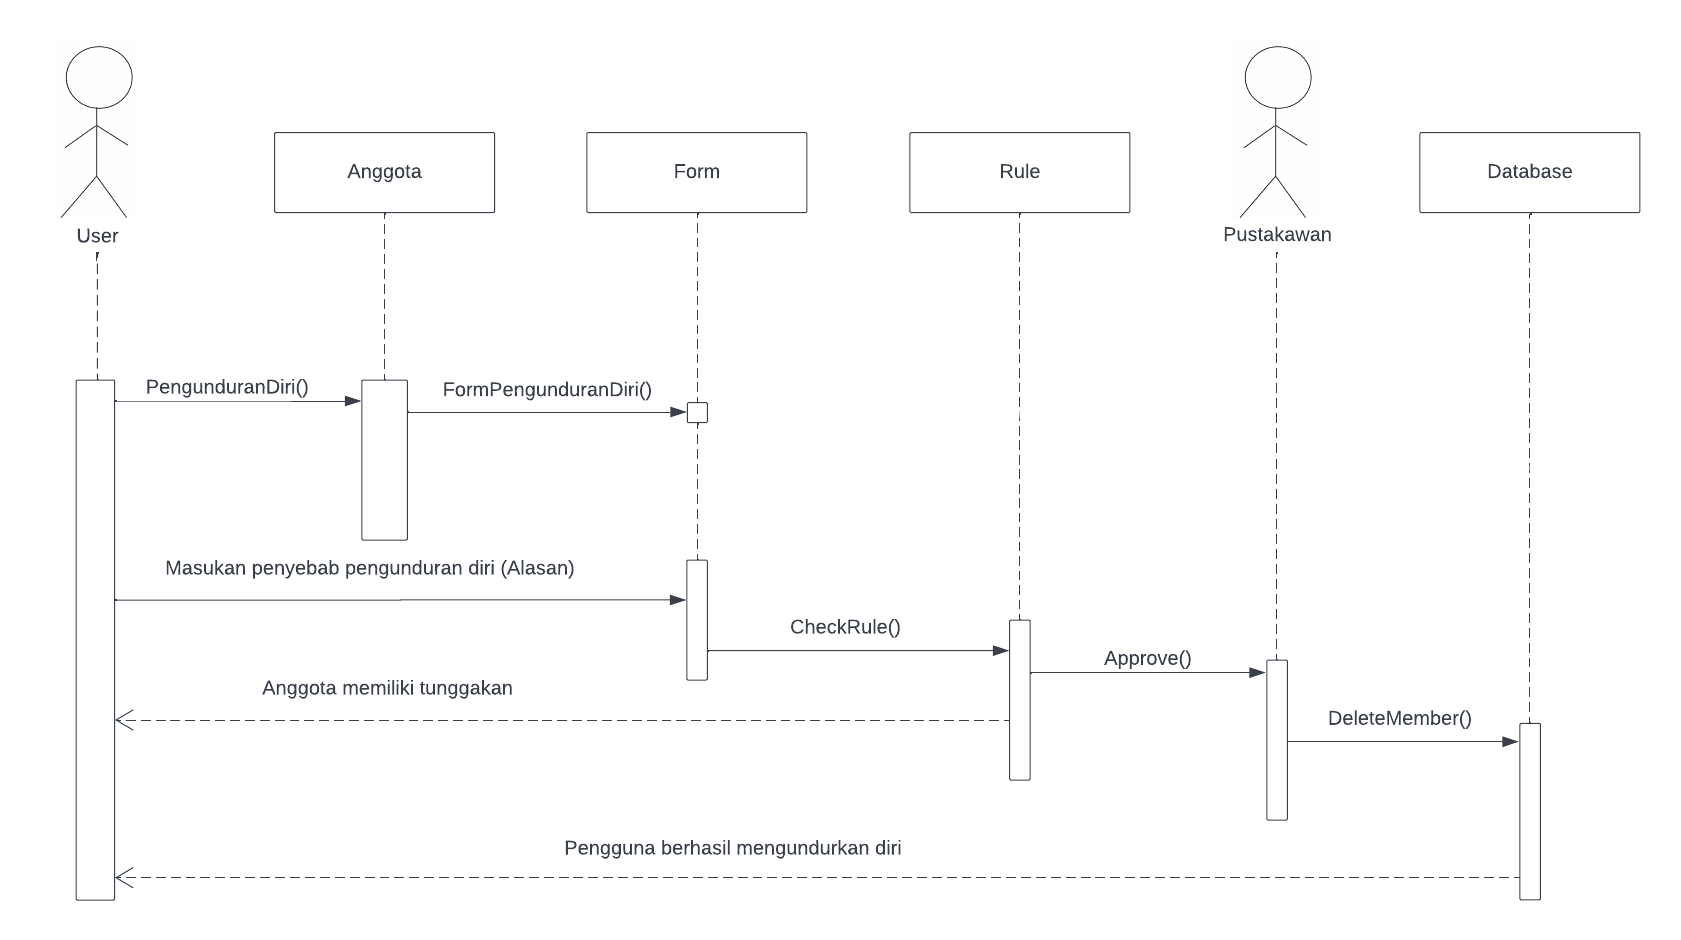 User
Anggota
Form
Rule
Pustakawan
Database
PengunduranDiri()
FormPengunduranDiri()
Masukan penyebab pengunduran diri (Alasan)
CheckRule()
Approve()
Anggota memiliki tunggakan
DeleteMember()
Pengguna berhasil mengundurkan diri